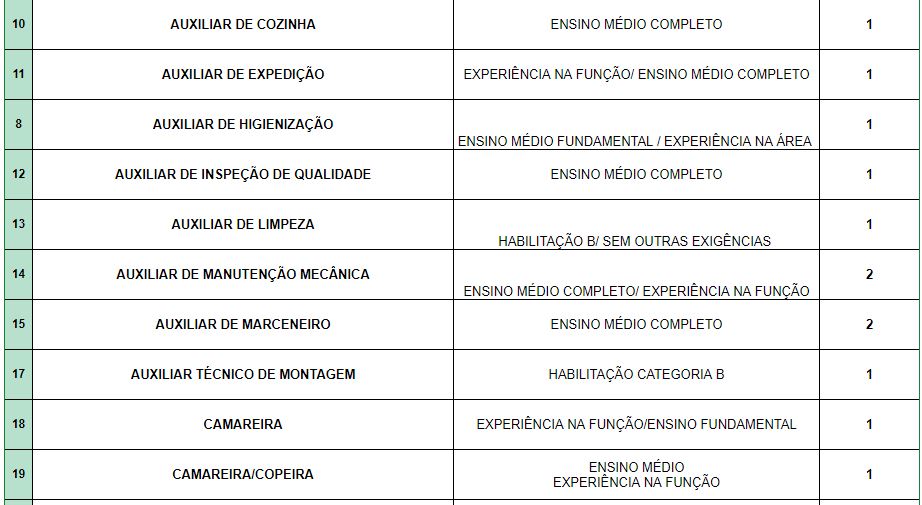 10 AUXILIAR DE COZINHA ENSINO MÉDIO COMPLETO 1
11 AUXILIAR DE EXPEDIÇÃO EXPERIÊNCIA NA FUNÇÃO/ ENSINO MÉDIO COMPLETO 1
8 AUXILIAR DE HIGIENIZAÇÃO ENSINO MÉDIO FUNDAMENTAL / EXPERIÊNCIA NA ÁREA 1
12 AUXILIAR DE INSPEÇÃO DE QUALIDADE ENSINO MÉDIO COMPLETO 1
13 AUXILIAR DE LIMPEZA HABILITAÇÃO B/ SEM OUTRAS EXIGÊNCIAS 1
14 AUXILIAR DE MANUTENÇÃO MECÂNICA ENSINO MÉDIO COMPLETO/ EXPERIÊNCIA NA FUNÇÃO 2
15 AUXILIAR DE MARCENEIRO ENSINO MÉDIO COMPLETO 2
17 AUXILIAR TÉCNICO DE MONTAGEM HABILITAÇÃO CATEGORIA B 1
18 CAMAREIRA EXPERIÊNCIA NA FUNÇÃO/ENSINO FUNDAMENTAL 1
19 CAMAREIRA/COPEIRA ENSINO MÉDIO
EXPERIÊNCIA NA FUNÇÃO 1